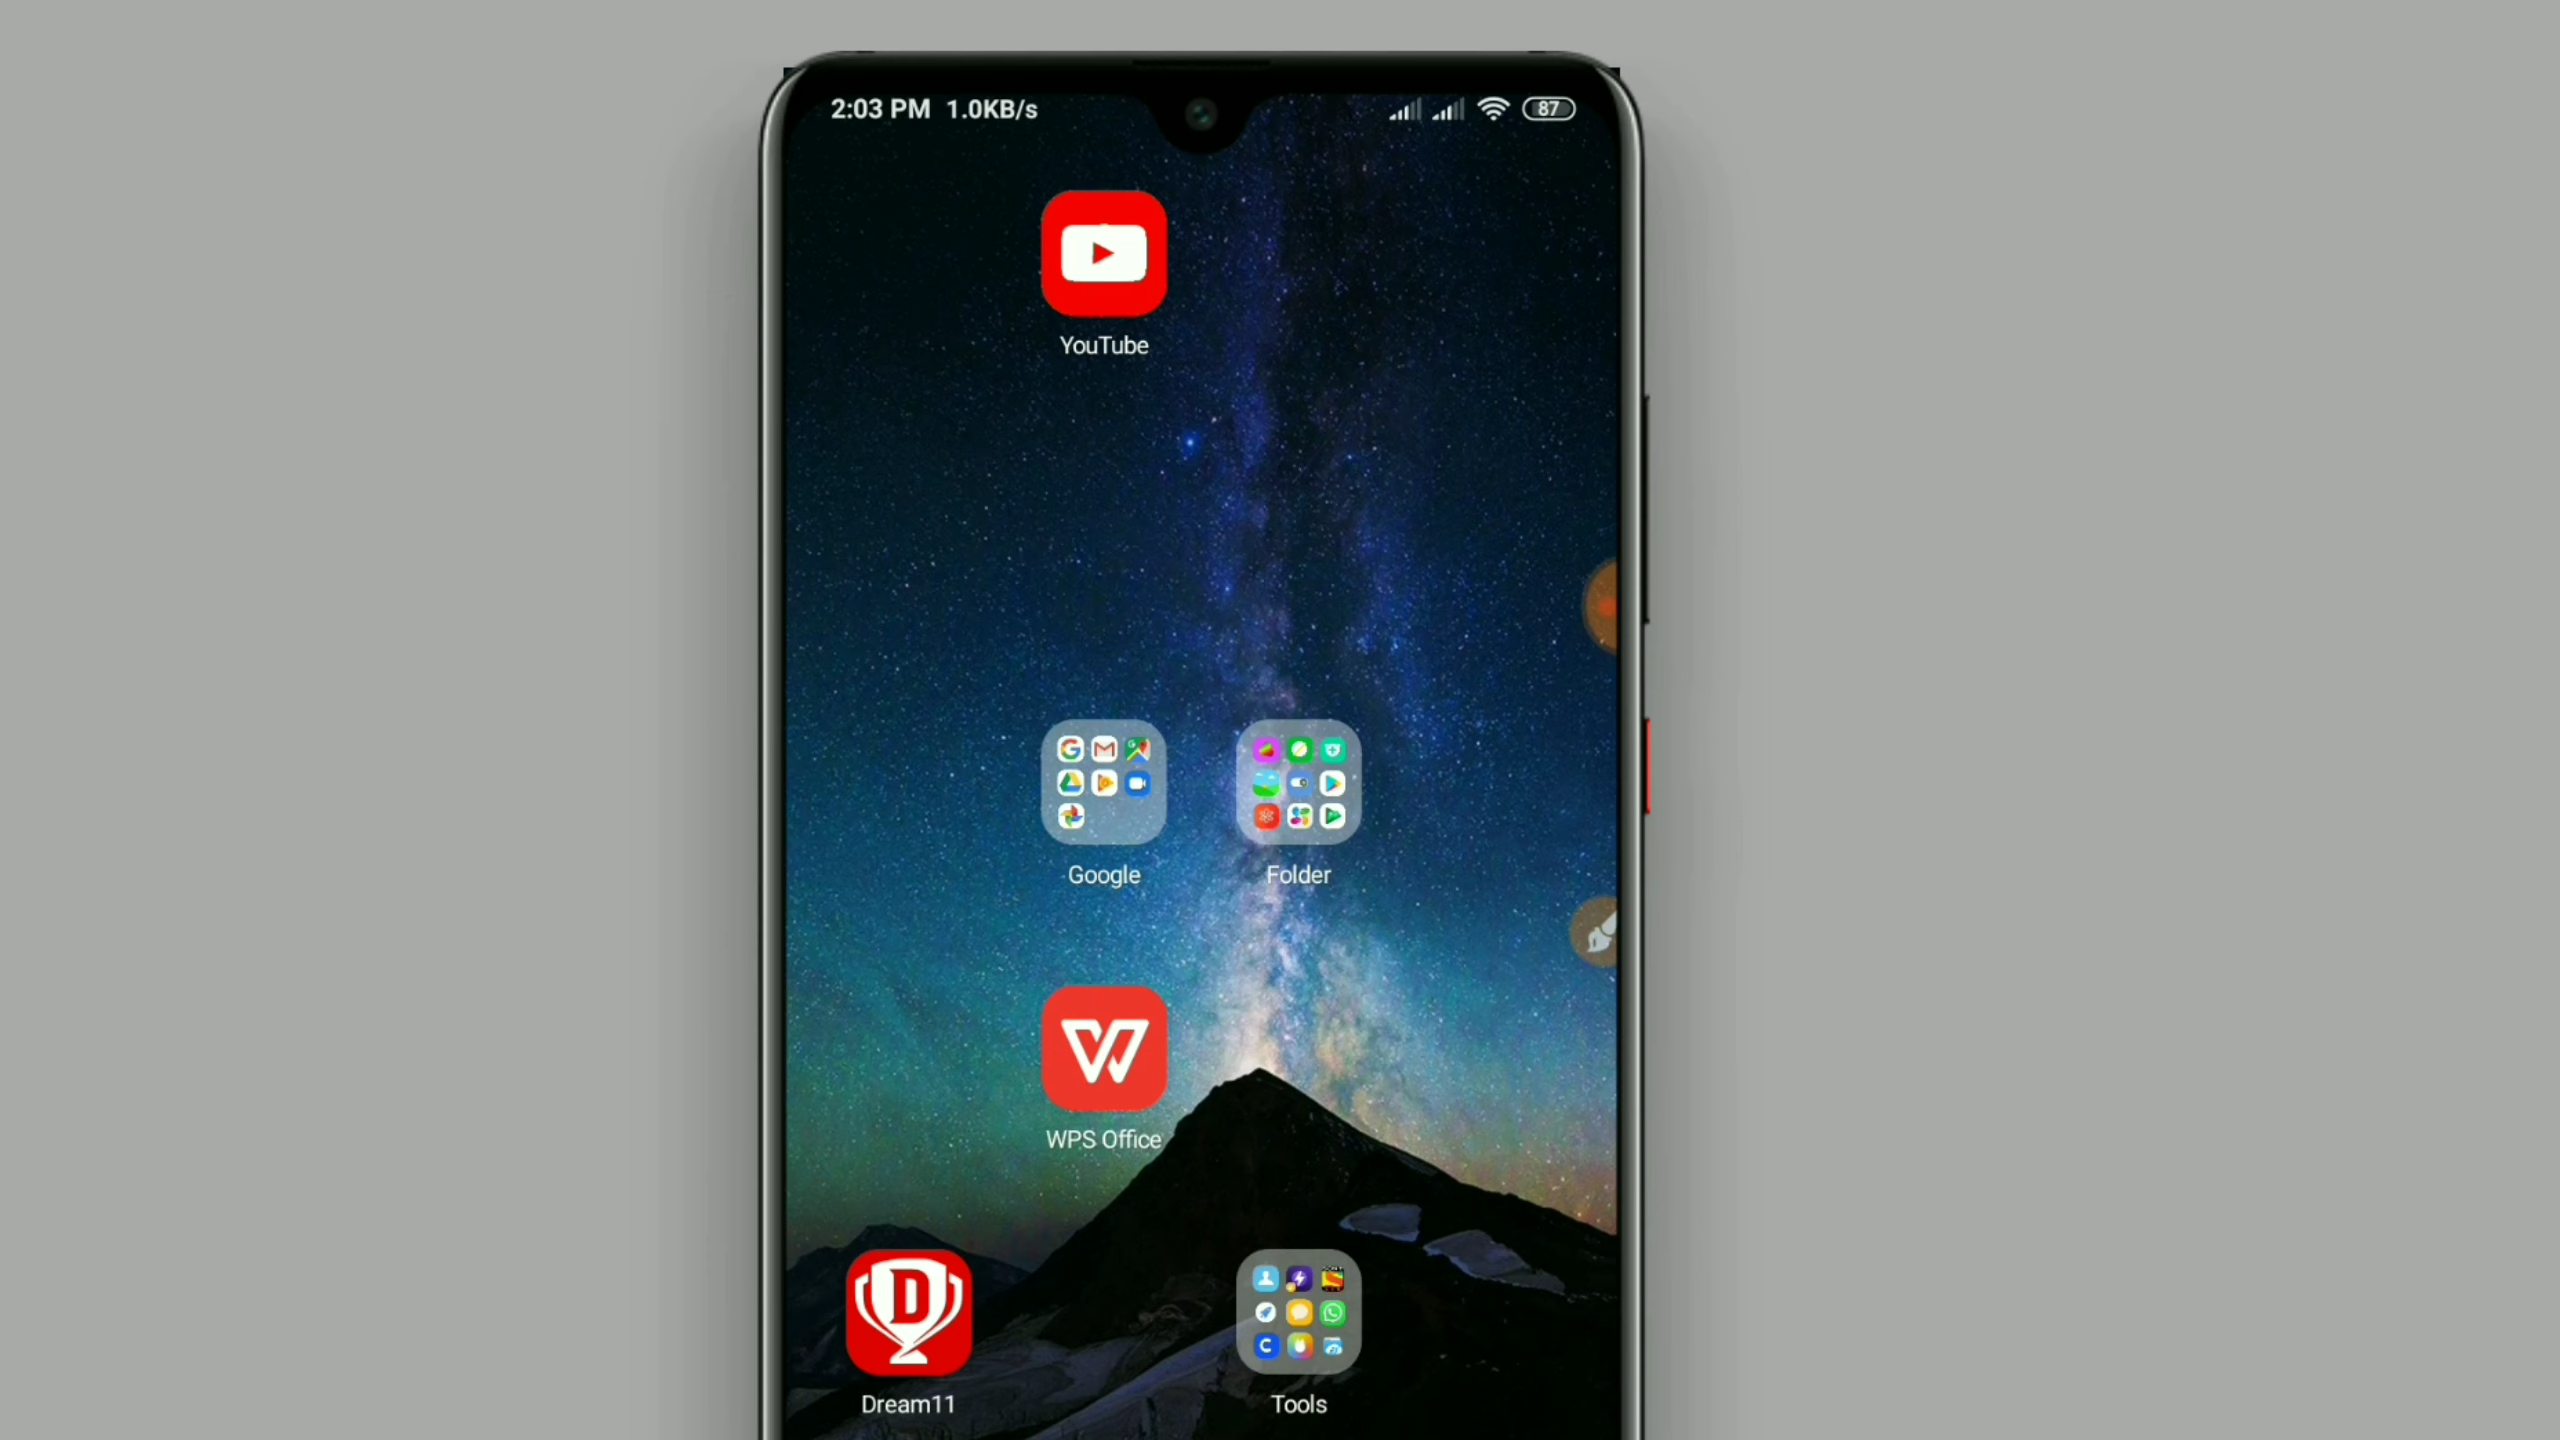 2:03 PM 1.0KB/s 87
YouTube
Google
Folder
WPS Office
D
Dream11
Tools